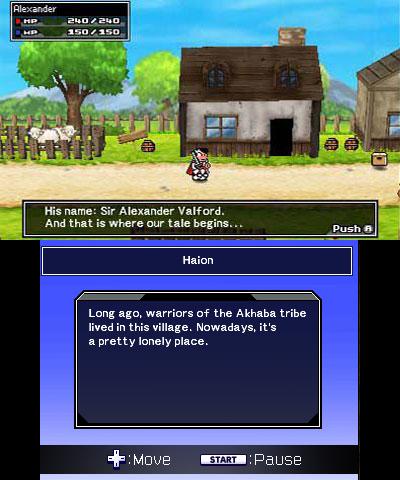 Alexander
HP 240/240
WP 150/150
His name: Sir Alexander Valford.
And that is where our tale begins...
Push A
Haion
Long ago, warriors of the Akhaba tribe
lived in this village. Nowadays, it's
a pretty lonely place.
:Move START :Pause